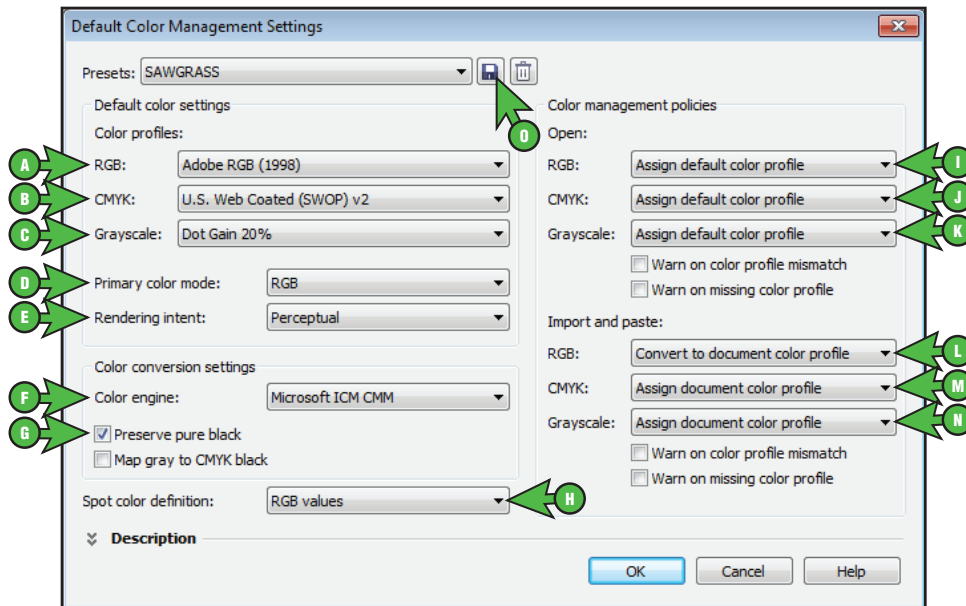 Default Color Management Settings
Presets: SAWGRASS
O
Default color settings
Color profiles:
A RGB: Adobe RGB (1998)
B CMYK: U.S. Web Coated (SWOP) v2
C Grayscale: Dot Gain 20%
D Primary color mode: RGB
E Rendering intent: Perceptual
Color conversion settings
F Color engine: Microsoft ICM CMM
G Preserve pure black
Map gray to CMYK black
Spot color definition: RGB values H
Color management policies
Open:
RGB: Assign default color profile I
CMYK: Assign default color profile J
Grayscale: Assign default color profile K
Warn on color profile mismatch
Warn on missing color profile
Import and paste:
RGB: Convert to document color profile L
CMYK: Assign document color profile M
Grayscale: Assign document color profile N
Warn on color profile mismatch
Warn on missing color profile
Description
OK Cancel Help